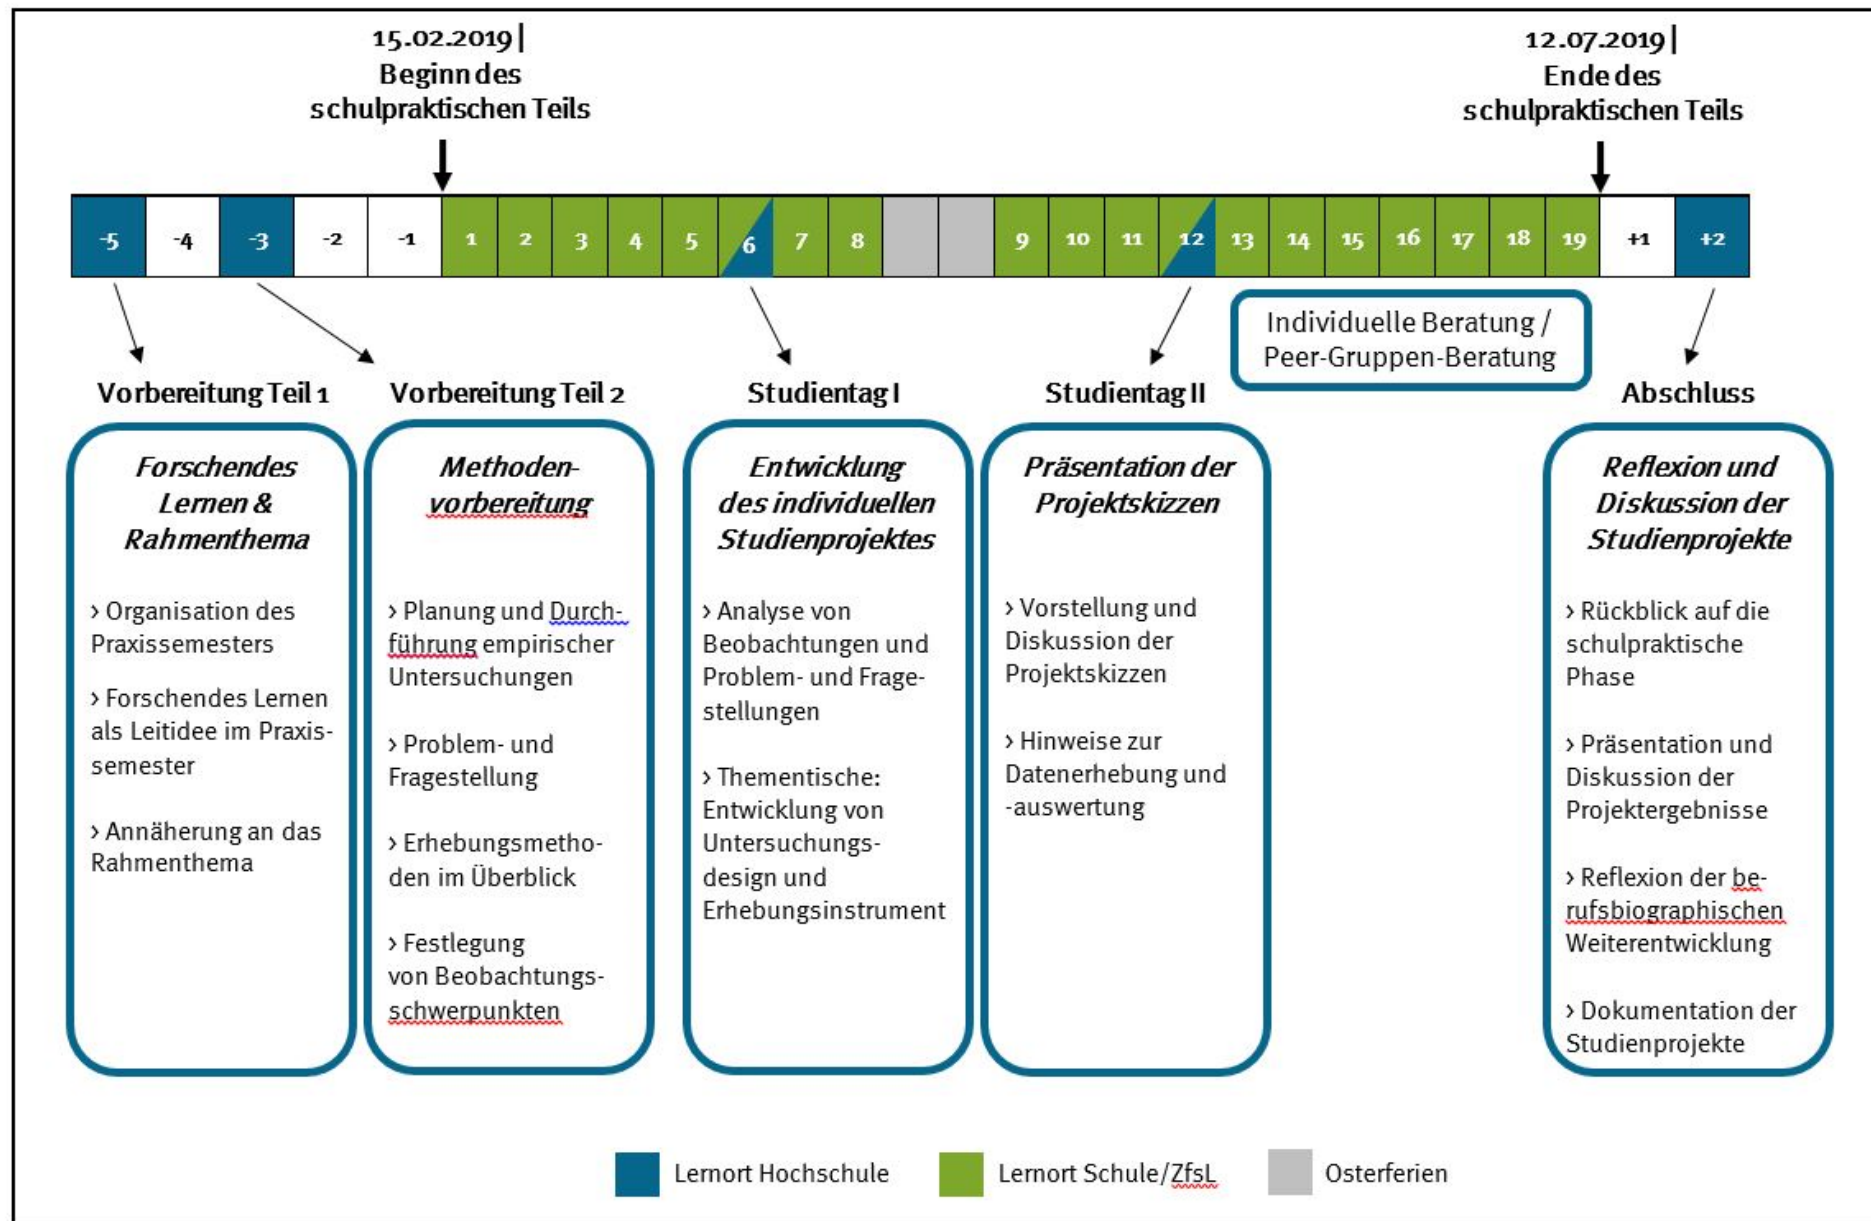 15.02.2019|
Beginn des
schulpraktischen Teils
12.07.2019|
Ende des
schulpraktischen Teils
-5 -4 -3 -2 -1 1 2 3 4 5 6 7 8 9 10 11 12 13 14 15 16 17 18 19 +1 +2
Individuelle Beratung /
Peer-Gruppen-Beratung
Vorbereitung Teil 1
Forschendes
Lernen &
Rahmenthema
> Organisation des
Praxissemesters
> Forschendes Lernen
als Leitidee im Praxis-
semester
> Annäherung an das
Rahmenthema
Vorbereitung Teil 2
Methoden-
vorbereitung
> Planung und Durch-
führung empirischer
Untersuchungen
> Problem- und
Fragestellung
> Erhebungsmetho-
den im Überblick
> Festlegung
von Beobachtungs-
schwerpunkten
Studientag I
Entwicklung
des individuellen
Studienprojektes
> Analyse von
Beobachtungen und
Problem- und Frage-
stellungen
> Thementische:
Entwicklung von
Untersuchungs-
design und
Erhebungsinstrument
Studientag II
Präsentation der
Projektskizzen
> Vorstellung und
Diskussion der
Projektskizzen
> Hinweise zur
Datenerhebung und
-auswertung
Abschluss
Reflexion und
Diskussion der
Studienprojekte
> Rückblick auf die
schulpraktische
Phase
> Präsentation und
Diskussion der
Projektergebnisse
> Reflexion der be-
rufsbiographischen
Weiterentwicklung
> Dokumentation der
Studienprojekte
Lernort Hochschule
Lernort Schule/ZfsL
Osterferien